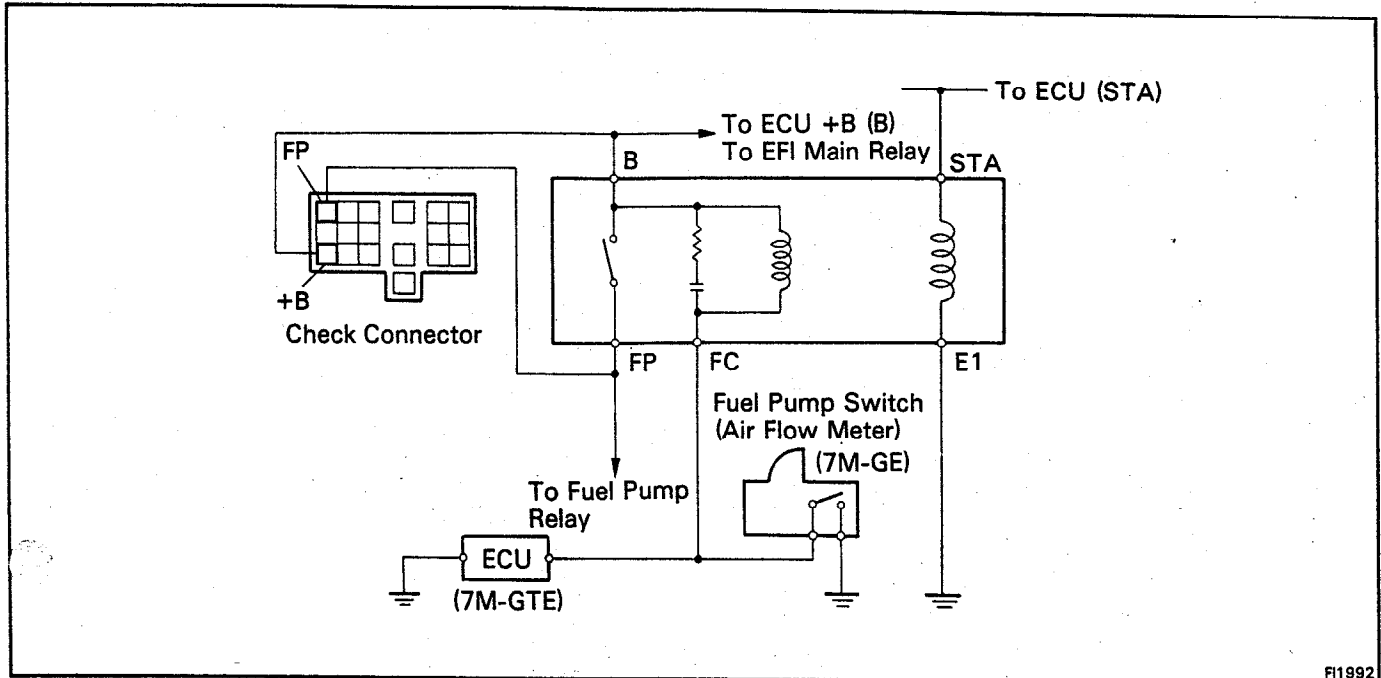 To ECU (STA)
To ECU +B (B)
To EFI Main Relay
FP
B
STA
+B
Check Connector
FP
FC
E1
Fuel Pump Switch
(Air Flow Meter)
(7M-GE)
To Fuel Pump
Relay
ECU
(7M-GTE)
FI1992